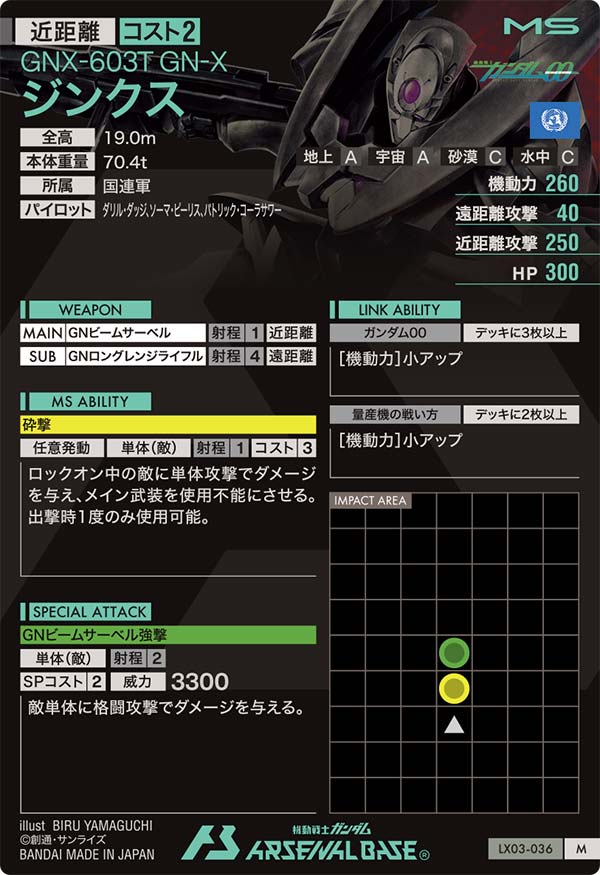 近距離 コスト2 MS
GNX-603T GN-X
ジンクス
機動戦士ガンダム00
全高 19.0m
本体重量 70.4t
所属 国連軍
パイロット ダリル・ダッジ、ソーマ・ピーリス、パトリック・コーラサワー
地上 A 宇宙 A 砂漠 C 水中 C
機動力 260
遠距離攻撃 40
近距離攻撃 250
HP 300
WEAPON
MAIN GNビームサーベル 射程 1 近距離
SUB GNロングレンジライフル 射程 4 遠距離
MS ABILITY
砕撃
任意発動 単体(敵) 射程 1 コスト 3
ロックオン中の敵に単体攻撃でダメージ
を与え、メイン武装を使用不能にさせる。
出撃時1度のみ使用可能。
SPECIAL ATTACK
GNビームサーベル強撃
単体(敵) 射程 2
SPコスト 2 威力 3300
敵単体に格闘攻撃でダメージを与える。
LINK ABILITY
ガンダム00 デッキに3枚以上
[機動力]小アップ
量産機の戦い方 デッキに2枚以上
[機動力]小アップ
IMPACT AREA
illust BIRU YAMAGUCHI
©創通・サンライズ
BANDAI MADE IN JAPAN
機動戦士ガンダム
AB ARSENAL BASE ®
LX03-036 M